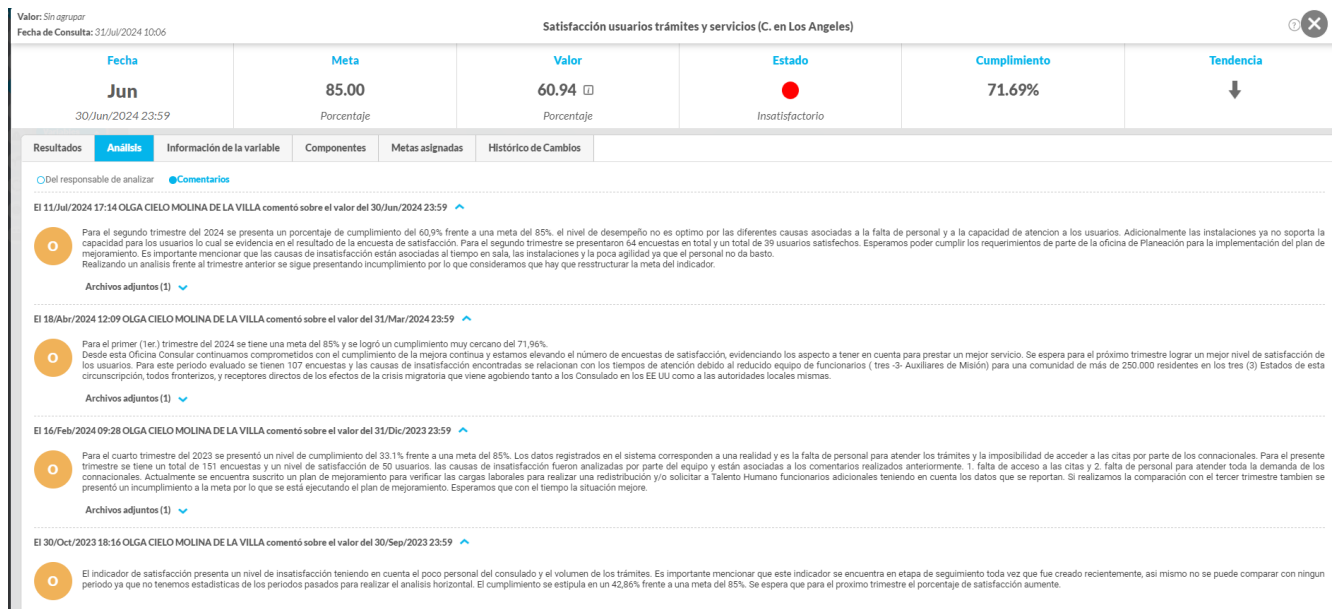 Valor: Sin agrupar
Fecha de Consulta: 31/Jul/2024 10:06
Satisfacción usuarios trámites y servicios (C. en Los Angeles)
Fecha Meta Valor Estado Cumplimiento Tendencia
Jun 85.00 60.94 71.69%
30/Jun/2024 23:59 Porcentaje Porcentaje Insatisfactorio
Resultados Análisis Información de la variable Componentes Metas asignadas Histórico de Cambios
Del responsable de analizar Comentarios
El 11/Jul/2024 17:14 OLGA CIELO MOLINA DE LA VILLA comentó sobre el valor del 30/Jun/2024 23:59
O
Para el segundo trimestre del 2024 se presenta un porcentaje de cumplimiento del 60,9% frente a una meta del 85%. el nivel de desempeño no es optimo por las diferentes causas asociadas a la falta de personal y a la capacidad de atencion a los usuarios. Adicionalmente las instalaciones ya no soporta la
capacidad para los usuarios lo cual se evidencia en el resultado de la encuesta de satisfacción. Para el segundo trimestre se presentaron 64 encuestas en total y un total de 39 usuarios satisfechos. Esperamos poder cumplir los requerimientos de parte de la oficina de Planeación para la implementación del plan de
mejoramiento. Es importante mencionar que las causas de insatisfacción están asociadas al tiempo en sala, las instalaciones y la poca agilidad ya que el personal no da basto.
Realizando un analisis frente al trimestre anterior se sigue presentando incumplimiento por lo que consideramos que hay que resstructurar la meta del indicador.
Archivos adjuntos (1)
El 18/Abr/2024 12:09 OLGA CIELO MOLINA DE LA VILLA comentó sobre el valor del 31/Mar/2024 23:59
O
Para el primer (1er.) trimestre del 2024 se tiene una meta del 85% y se logró un cumplimiento muy cercano del 71,96%.
Desde esta Oficina Consular continuamos comprometidos con el cumplimiento de la mejora continua y estamos elevando el número de encuestas de satisfacción, evidenciando los aspecto a tener en cuenta para prestar un mejor servicio. Se espera para el próximo trimestre lograr un mejor nivel de satisfacción de
los usuarios. Para este periodo evaluado se tienen 107 encuestas y las causas de insatisfacción encontradas se relacionan con los tiempos de atención debido al reducido equipo de funcionarios ( tres -3- Auxiliares de Misión) para una comunidad de más de 250.000 residentes en los tres (3) Estados de esta
circunscripción, todos fronterizos, y receptores directos de los efectos de la crisis migratoria que viene agobiendo tanto a los Consulado en los EE UU como a las autoridades locales mismas.
Archivos adjuntos (1)
El 16/Feb/2024 09:28 OLGA CIELO MOLINA DE LA VILLA comentó sobre el valor del 31/Dic/2023 23:59
O
Para el cuarto trimestre del 2023 se presentó un nivel de cumplimiento del 33.1% frente a una meta del 85%. Los datos registrados en el sistema corresponden a una realidad y es la falta de personal para atender los trámites y la imposibilidad de acceder a las citas por parte de los connacionales. Para el presente
trimestre se tiene un total de 151 encuestas y un nivel de satisfacción de 50 usuarios. las causas de insatisfacción fueron analizadas por parte del equipo y están asociadas a los comentarios realizados anteriormente. 1. falta de acceso a las citas y 2. falta de personal para atender toda la demanda de los
connacionales. Actualmente se encuentra suscrito un plan de mejoramiento para verificar las cargas laborales para realizar una redistribución y/o solicitar a Talento Humano funcionarios adicionales teniendo en cuenta los datos que se reportan. Si realizamos la comparación con el tercer trimestre tambien se
presentó un incumplimiento a la meta por lo que se está ejecutando el plan de mejoramiento. Esperamos que con el tiempo la situación mejore.
Archivos adjuntos (1)
El 30/Oct/2023 18:16 OLGA CIELO MOLINA DE LA VILLA comentó sobre el valor del 30/Sep/2023 23:59
O
El indicador de satisfacción presenta un nivel de insatisfacción teniendo en cuenta el poco personal del consulado y el volumen de los trámites. Es importante mencionar que este indicador se encuentra en etapa de seguimiento toda vez que fue creado recientemente, asi mismo no se puede comparar con ningun
periodo ya que no tenemos estadisticas de los periodos pasados para realizar el analisis horizontal. El cumplimiento se estipula en un 42,86% frente a una meta del 85%. Se espera que para el proximo trimestre el porcentaje de satisfacción aumente.